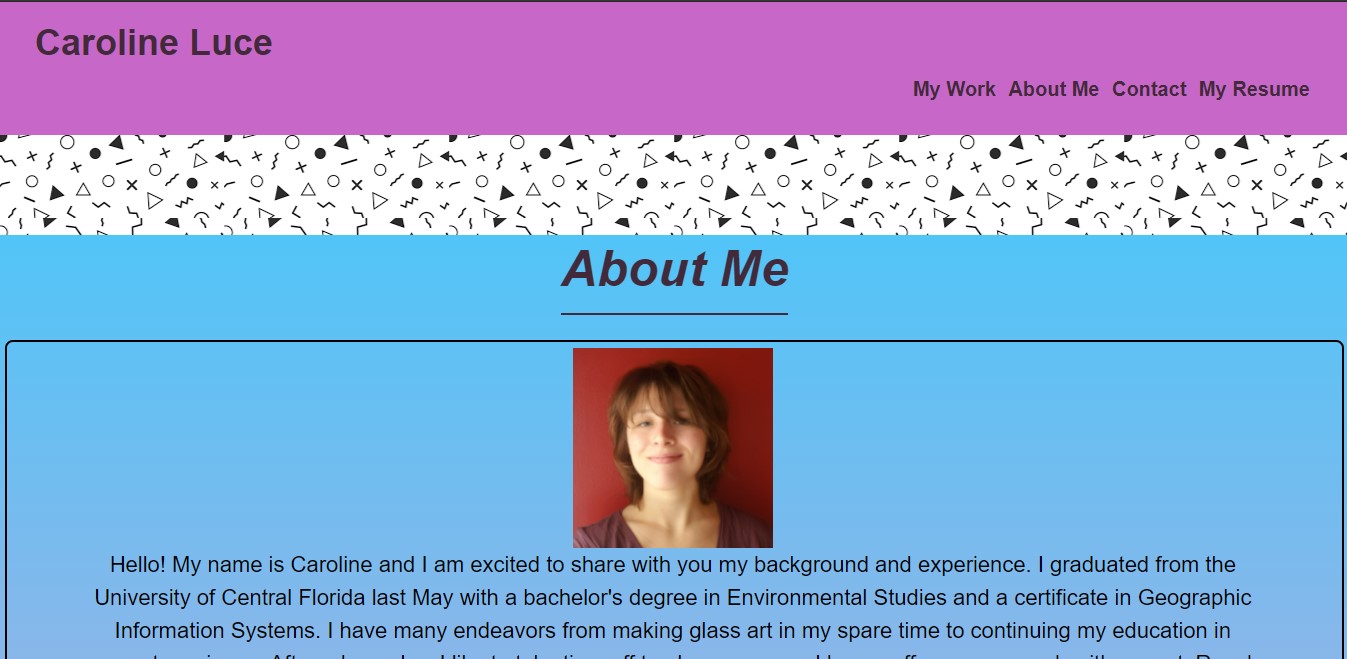 Caroline Luce
My Work About Me Contact My Resume
About Me
Hello! My name is Caroline and I am excited to share with you my background and experience. I graduated from the
University of Central Florida last May with a bachelor's degree in Environmental Studies and a certificate in Geographic
Information Systems. I have many endeavors from making glass art in my spare time to continuing my education in